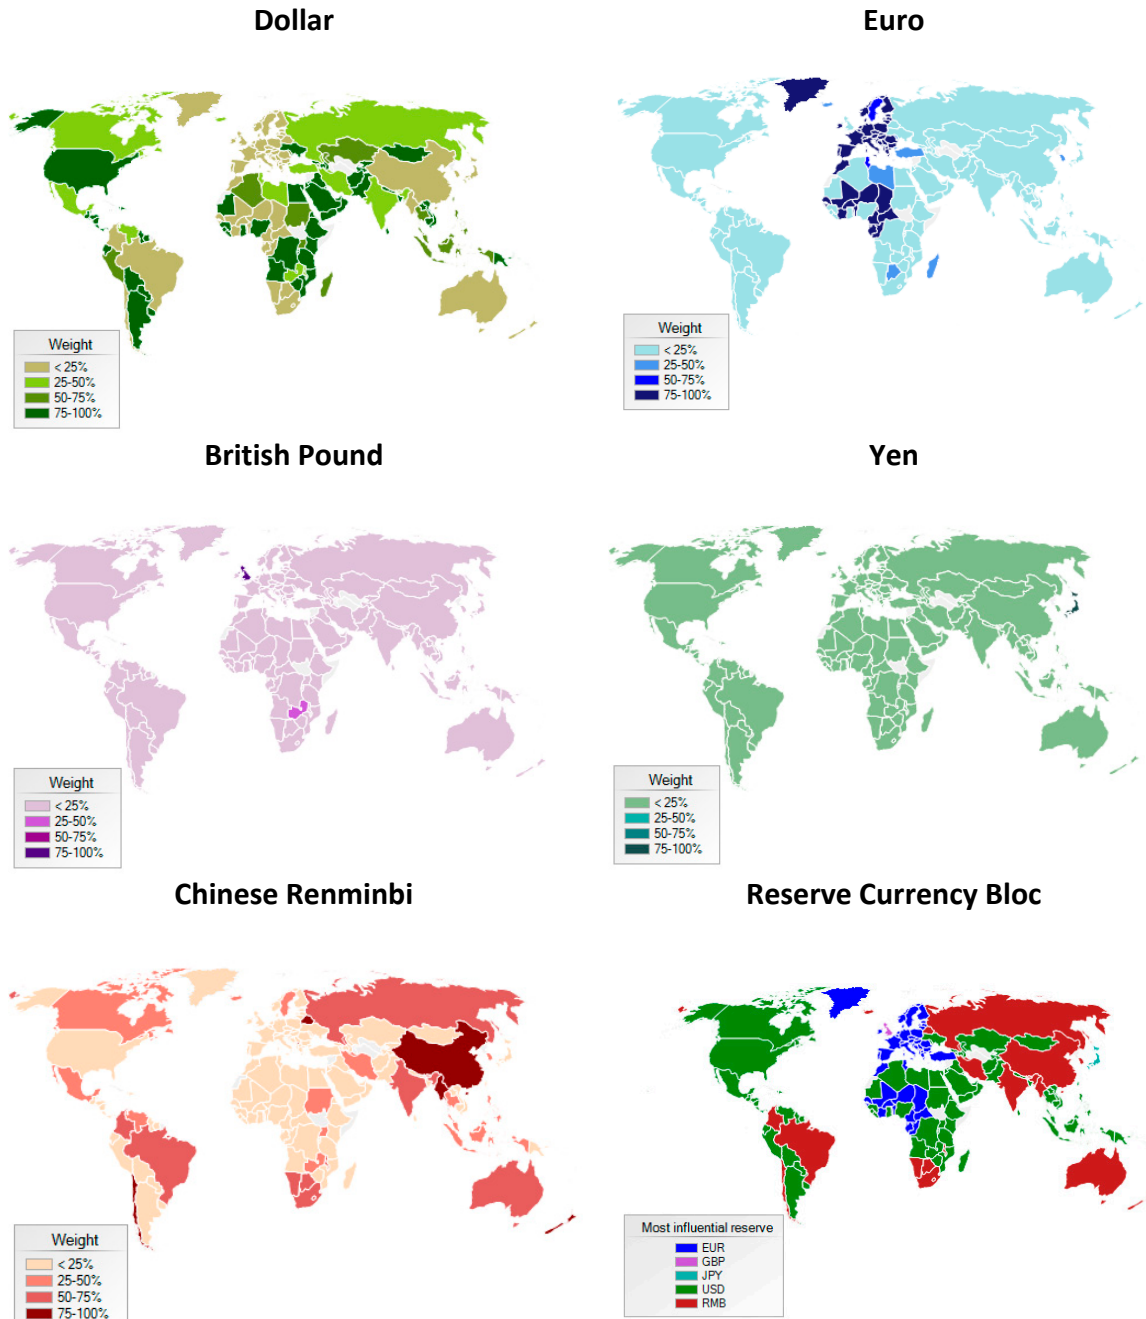 Dollar
Euro
Weight
< 25%
25-50%
50-75%
75-100%
Weight
< 25%
25-50%
50-75%
75-100%
British Pound
Yen
Weight
< 25%
25-50%
50-75%
75-100%
Weight
< 25%
25-50%
50-75%
75-100%
Chinese Renminbi
Reserve Currency Bloc
Weight
< 25%
25-50%
50-75%
75-100%
Most influential reserve
EUR
GBP
JPY
USD
RMB